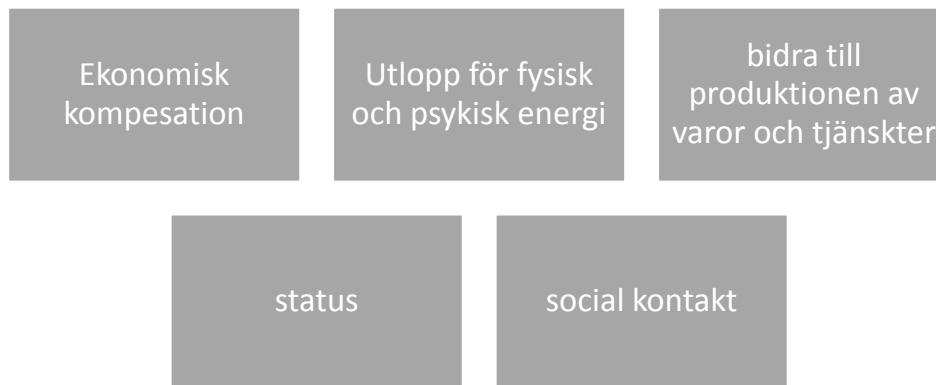 Ekonomisk
kompesation
Utlopp för fysisk
och psykisk energi
bidra till
produktionen av
varor och tjänskter
status
social kontakt